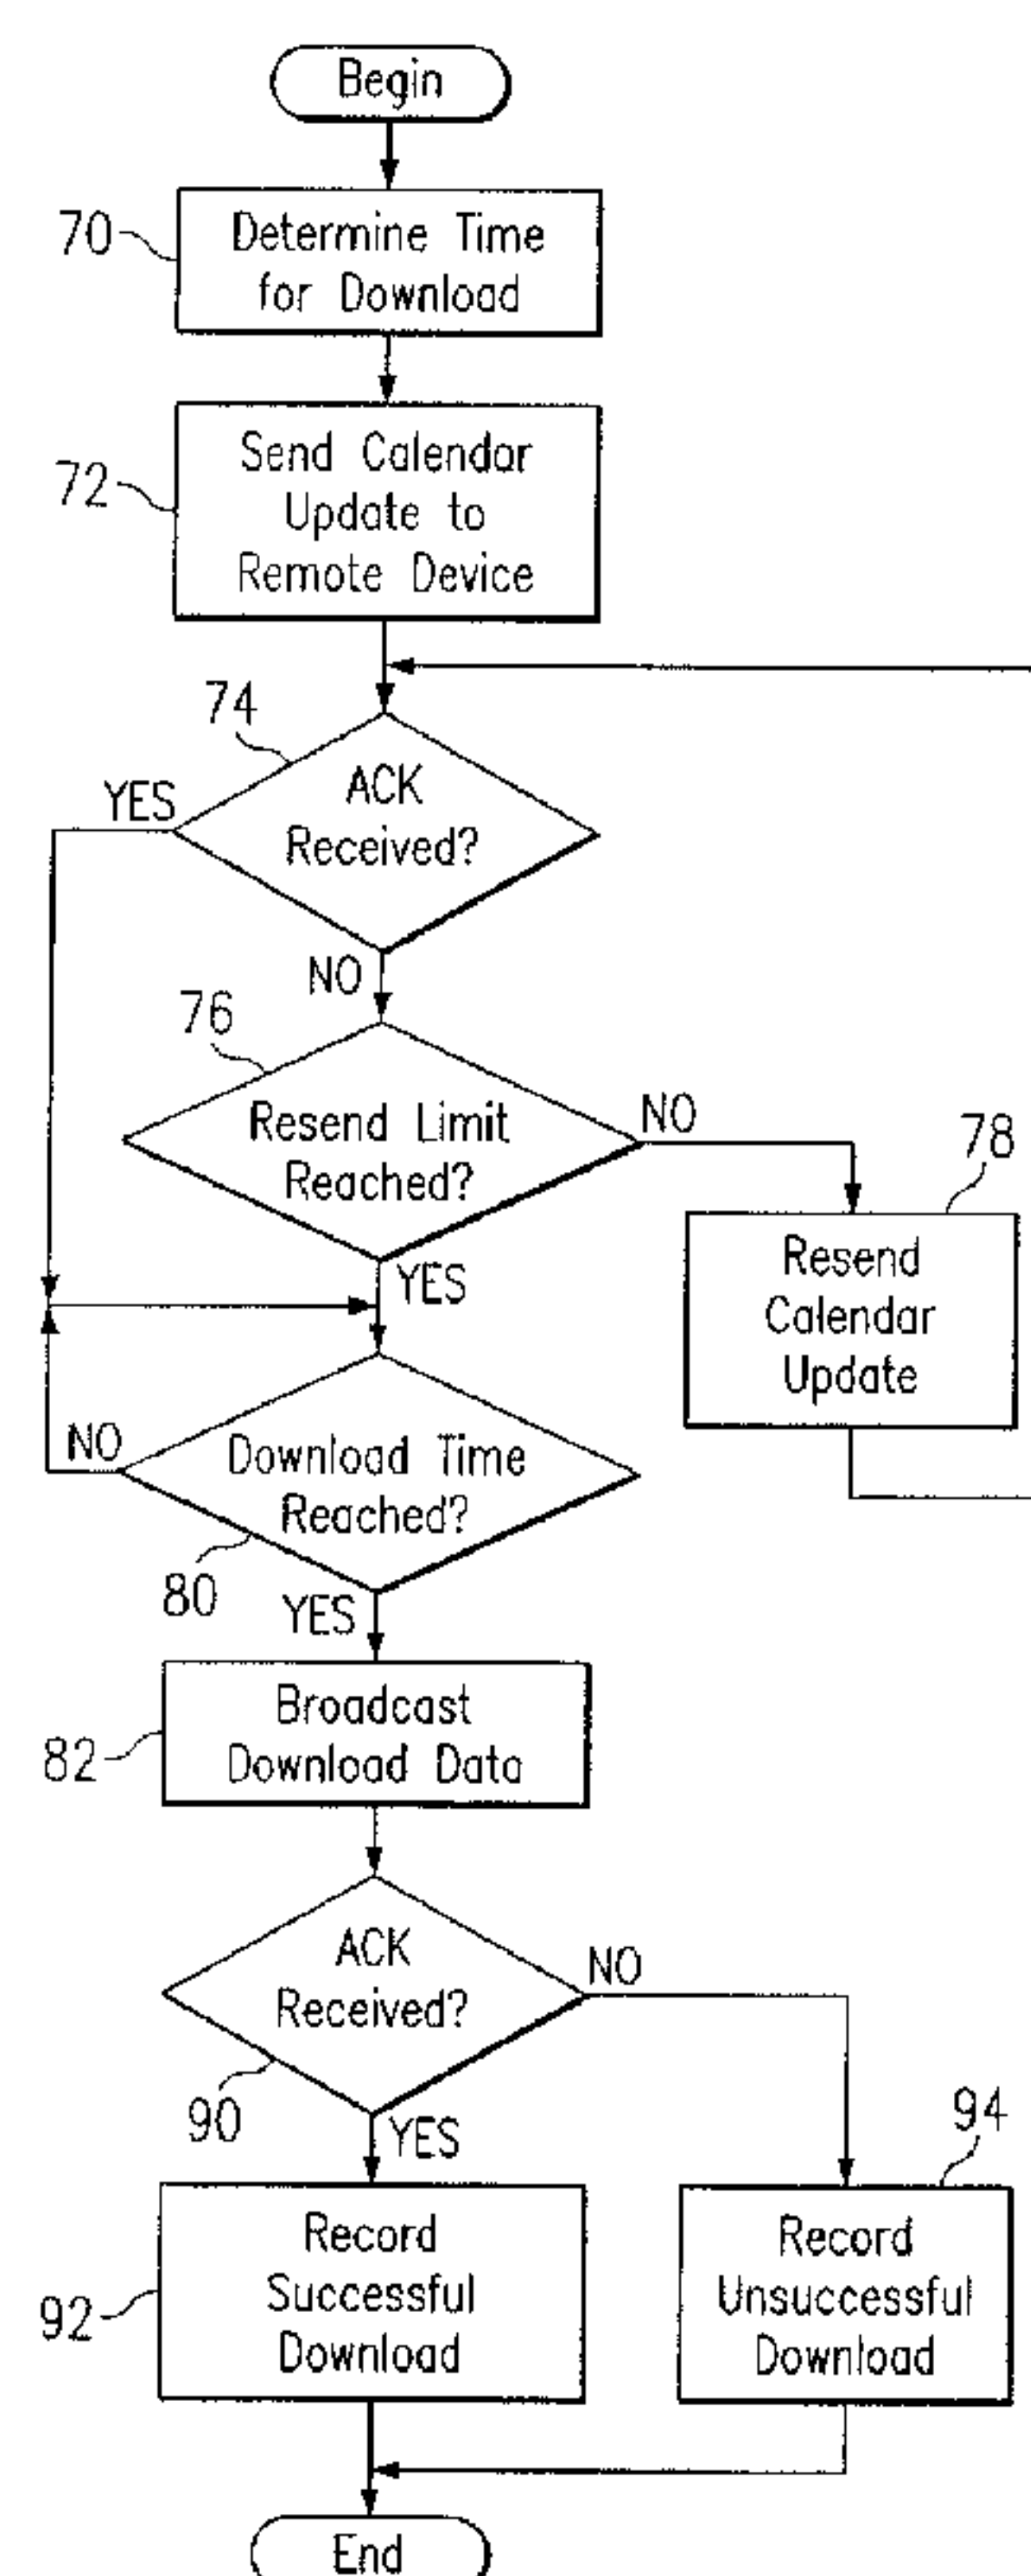 Begin
70
Determine Time
for Download
72
Send Calendar
Update to
Remote Device
74
YES
ACK
Received?
NO
76
Resend Limit
Reached?
NO
78
Resend
Calendar
Update
YES
NO
Download Time
Reached?
80
YES
82
Broadcast
Download Data
ACK
Received?
NO
90
YES
94
92
Record
Successful
Download
Record
Unsuccessful
Download
End